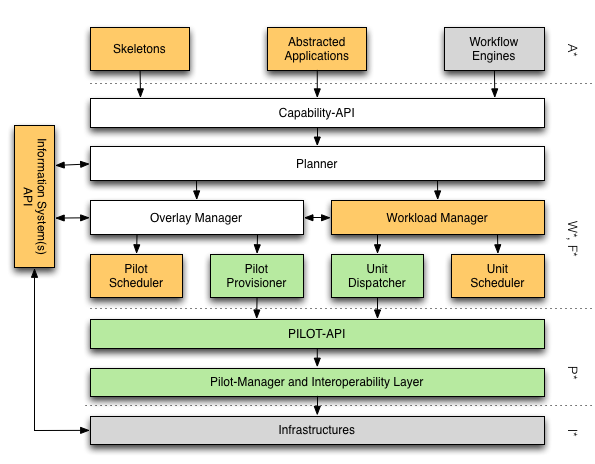 Skeletons
Abstracted
Applications
Workflow
Engines
A*
Capability-API
Information System(s)
API
Planner
Overlay Manager
Workload Manager
W*, F*
Pilot
Scheduler
Pilot
Provisioner
Unit
Dispatcher
Unit
Scheduler
PILOT-API
Pilot-Manager and Interoperability Layer
P*
Infrastructures
I*